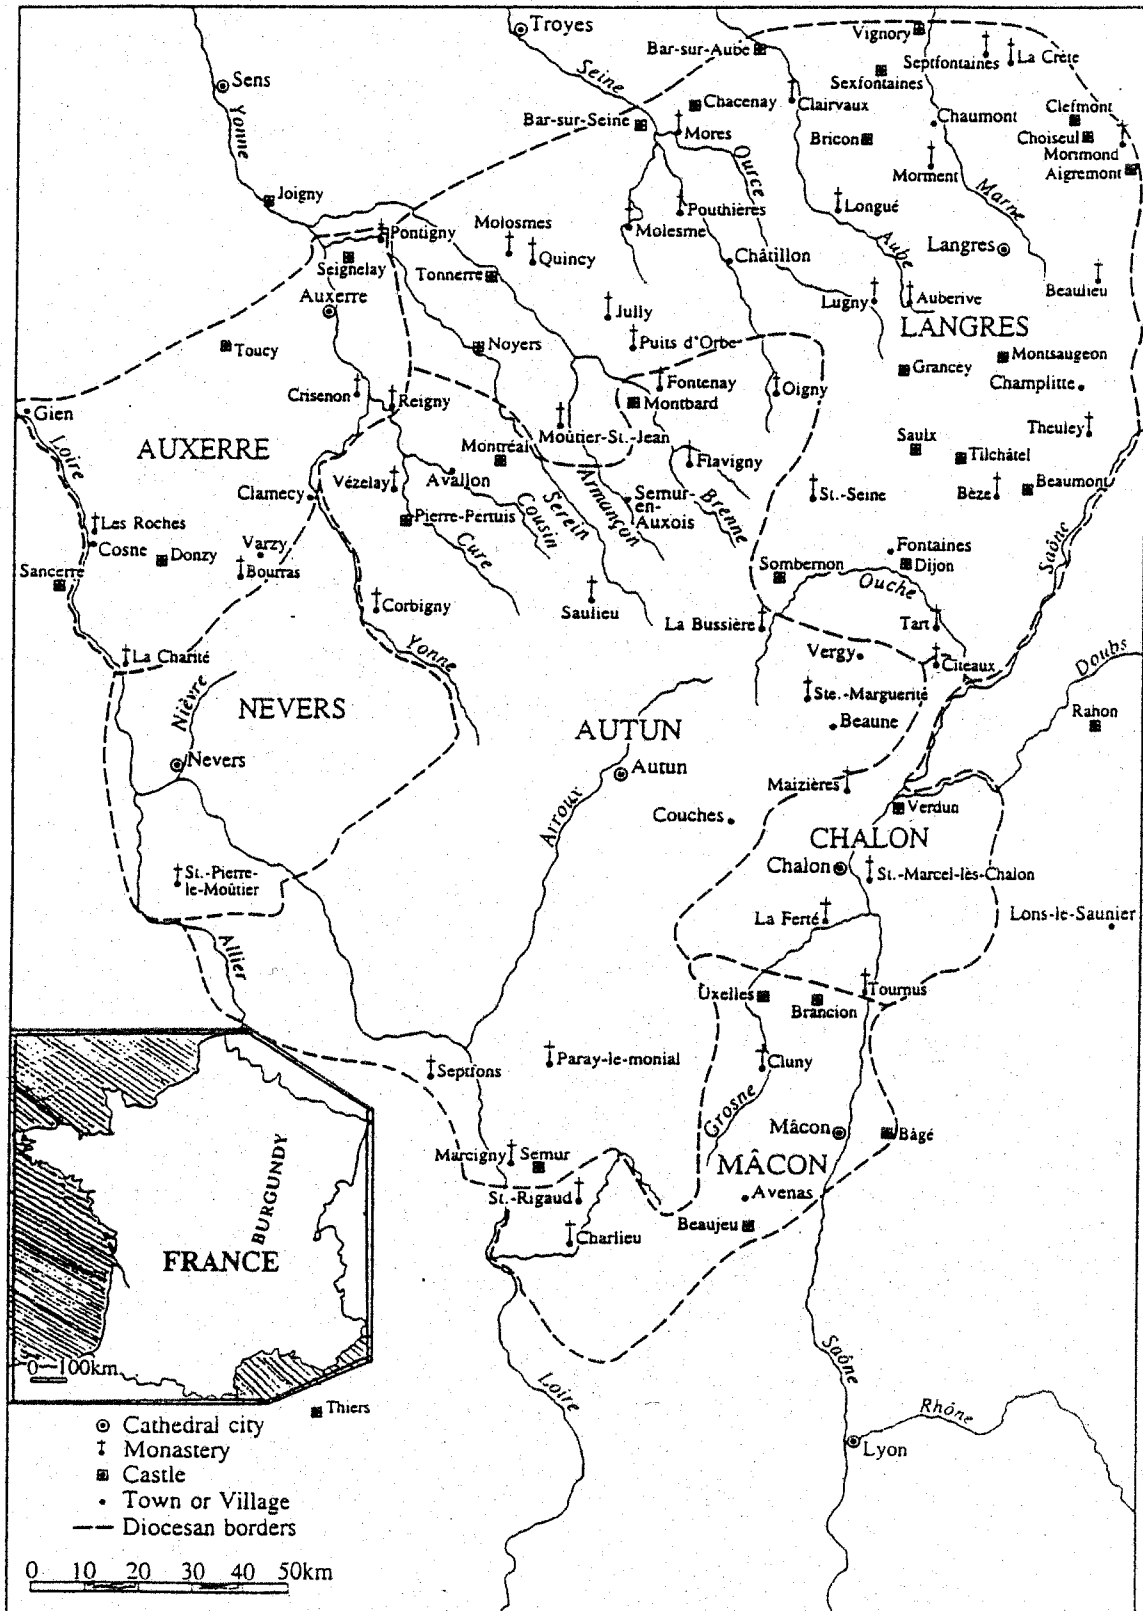 Troyes
Vignory
Bar-sur-Aube
Septfontaines
La Crête
Sens
Seine
Sexfontaines
Yonne
Chacenay
Clairvaux
Clefmont
Bar-sur-Seine
Mores
Bricon
Chaumont
Choiseul
Morimond
Ource
Morment
Aigremont
Joigny
Marne
Pontigny
Molosmes
Pouthières
Longué
Molesme
Aube
Seignelay
Quincy
Châtillon
Langres
Tonnerre
Auxerre
Jully
Lugny
Auberive
Beaulieu
LANGRES
Toucy
Noyers
Puits d'Orbe
Montsaugeon
Grancey
Crisenon
Reigny
Fontenay
Oigny
Champlitte
Gien
Montbard
Loire
AUXERRE
Moûtier-St.-Jean
Theuley
Montréal
Saulx
Tilchâtel
Vézelay
Avallon
Flavigny
Clamecy
Armançon
Semur-
en-
Auxois
St.-Seine
Bèze
Beaumont
Les Roches
Pierre-Pertuis
Cousin
Serein
Brenne
Cosne
Donzy
Varzy
Cure
Fontaines
Saône
Sancerre
Bourras
Sombernon
Dijon
Ouche
Corbigny
Saulieu
La Bussière
Tart
La Charité
Yonne
Vergy
Cîteaux
Doubs
Nièvre
NEVERS
Ste.-Marguerite
AUTUN
Beaune
Rahon
Nevers
Autun
Maizières
Arroux
Couches
Verdun
CHALON
St.-Pierre-
le-Moûtier
Chalon
St.-Marcel-lès-Chalon
La Ferté
Lons-le-Saunier
Allier
Uxelles
Brancion
Tournus
Septfons
Paray-le-monial
Cluny
Grosne
Mâcon
Bâgé
BURGUNDY
Marcigny
Semur
MÂCON
St.-Rigaud
Avenas
Charlieu
Beaujeu
FRANCE
0 100km
Saône
Thiers
Loire
Rhône
Cathedral city
Lyon
Monastery
Castle
Town or Village
Diocesan borders
0 10 20 30 40 50km